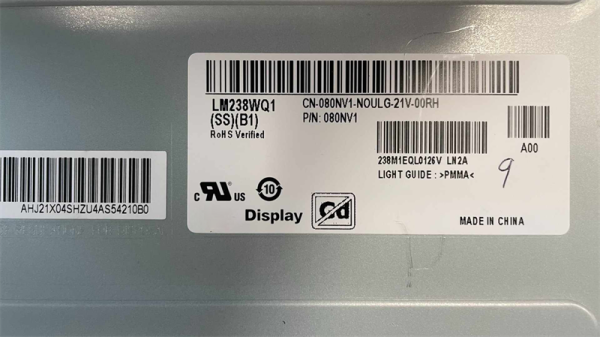 LM238WQ1
(SS)(B1)
RoHS Verified
CN-080NV1-NOULG-21V-00RH
P/N: 080NV1
238M1EQL0126V LN2A
LIGHT GUIDE : >PMMA<
A00
9
c RU US
10
Display
Cd
MADE IN CHINA
AHJ21X04SHZU4AS54210B0